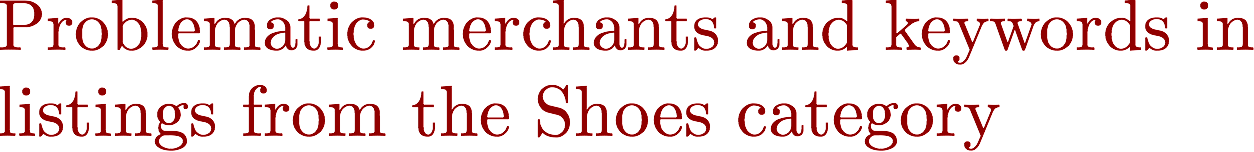 Problematic merchants and keywords in
listings from the Shoes category